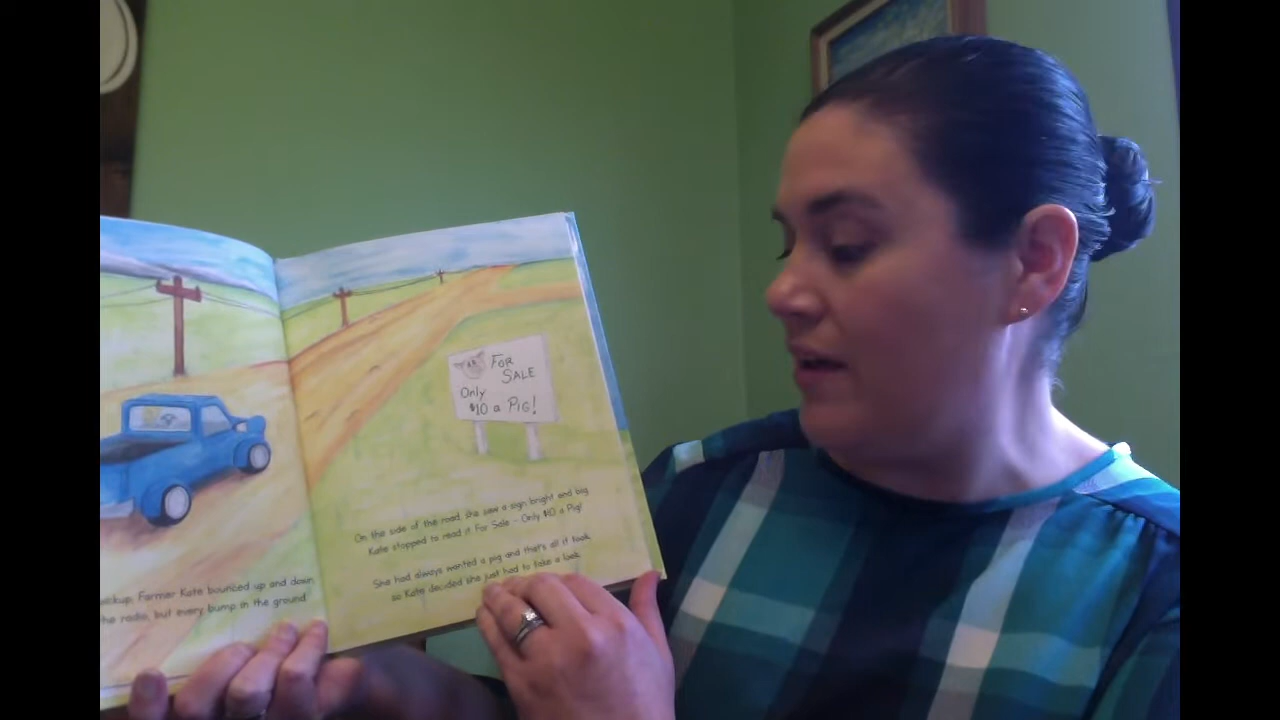 For
Sale
Only
$10 a Pig!
pickup, Farmer Kate bounced up and down
the radio, but every bump in the ground
On the side of the road, she saw a sign bright and big.
Kate stopped to read it: For Sale - Only $10 a Pig!
She had always wanted a pig and that's all it took,
so Kate decided she just had to take a look.